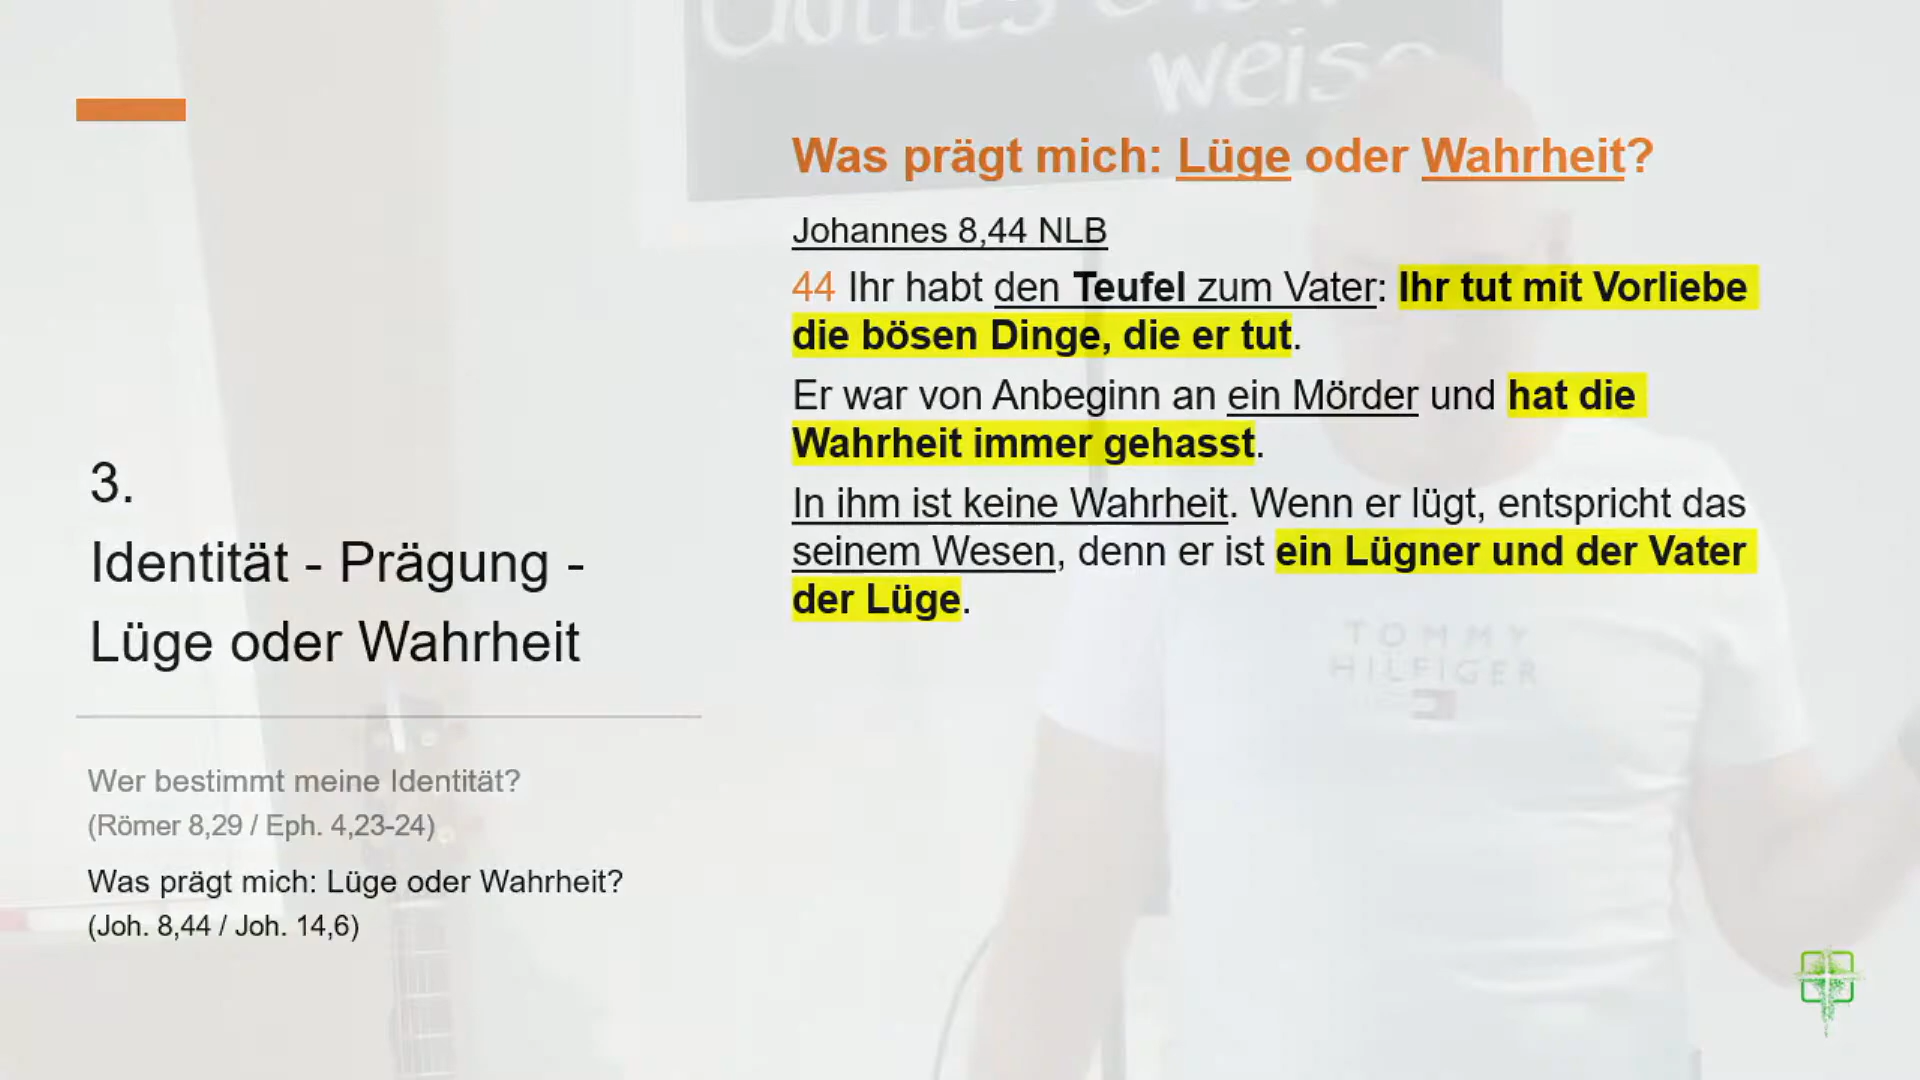 Gottes
weise
Was prägt mich: Lüge oder Wahrheit?
Johannes 8,44 NLB
44 Ihr habt den Teufel zum Vater: Ihr tut mit Vorliebe
die bösen Dinge, die er tut.
Er war von Anbeginn an ein Mörder und hat die
Wahrheit immer gehasst.
In ihm ist keine Wahrheit. Wenn er lügt, entspricht das
seinem Wesen, denn er ist ein Lügner und der Vater
der Lüge.
3.
Identität - Prägung -
Lüge oder Wahrheit
Wer bestimmt meine Identität?
(Römer 8,29 / Eph. 4,23-24)
Was prägt mich: Lüge oder Wahrheit?
(Joh. 8,44 / Joh. 14,6)
TOMMY
HILFIGER